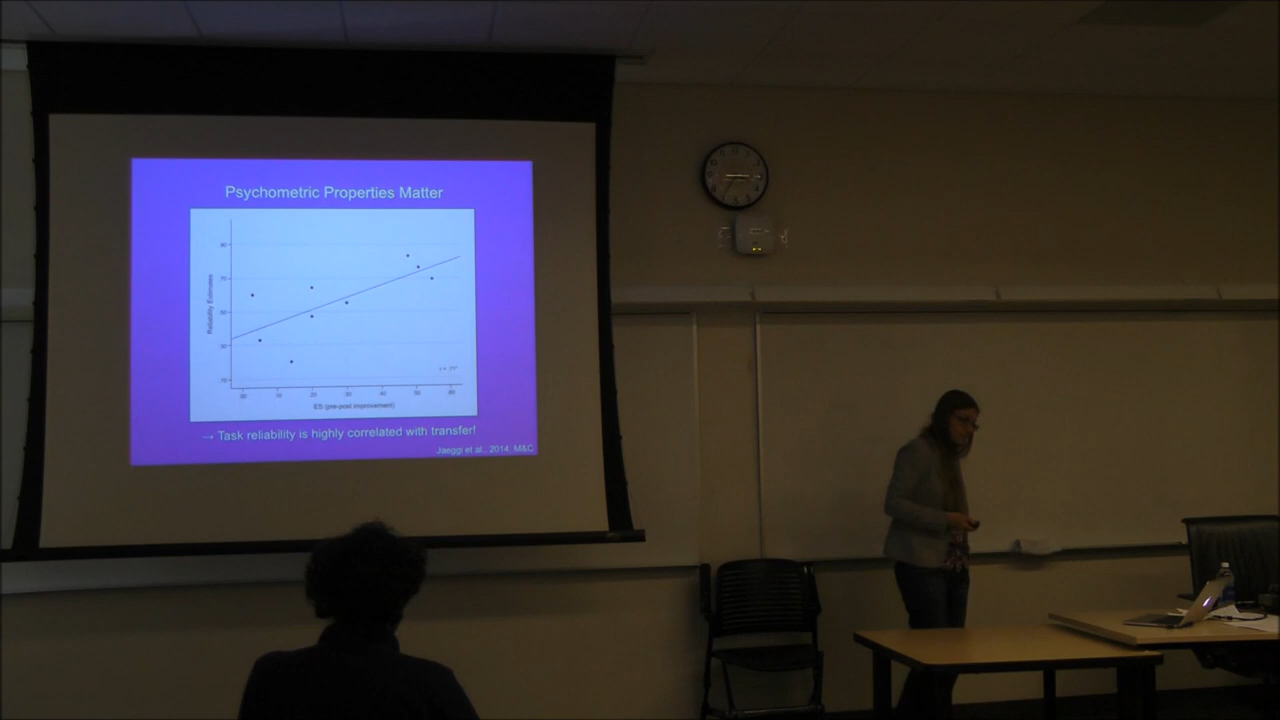 Psychometric Properties Matter
Reliability Estimates
ES (pre-post improvement)
→ Task reliability is highly correlated with transfer!
Jaeggi et al., 2014, M&C